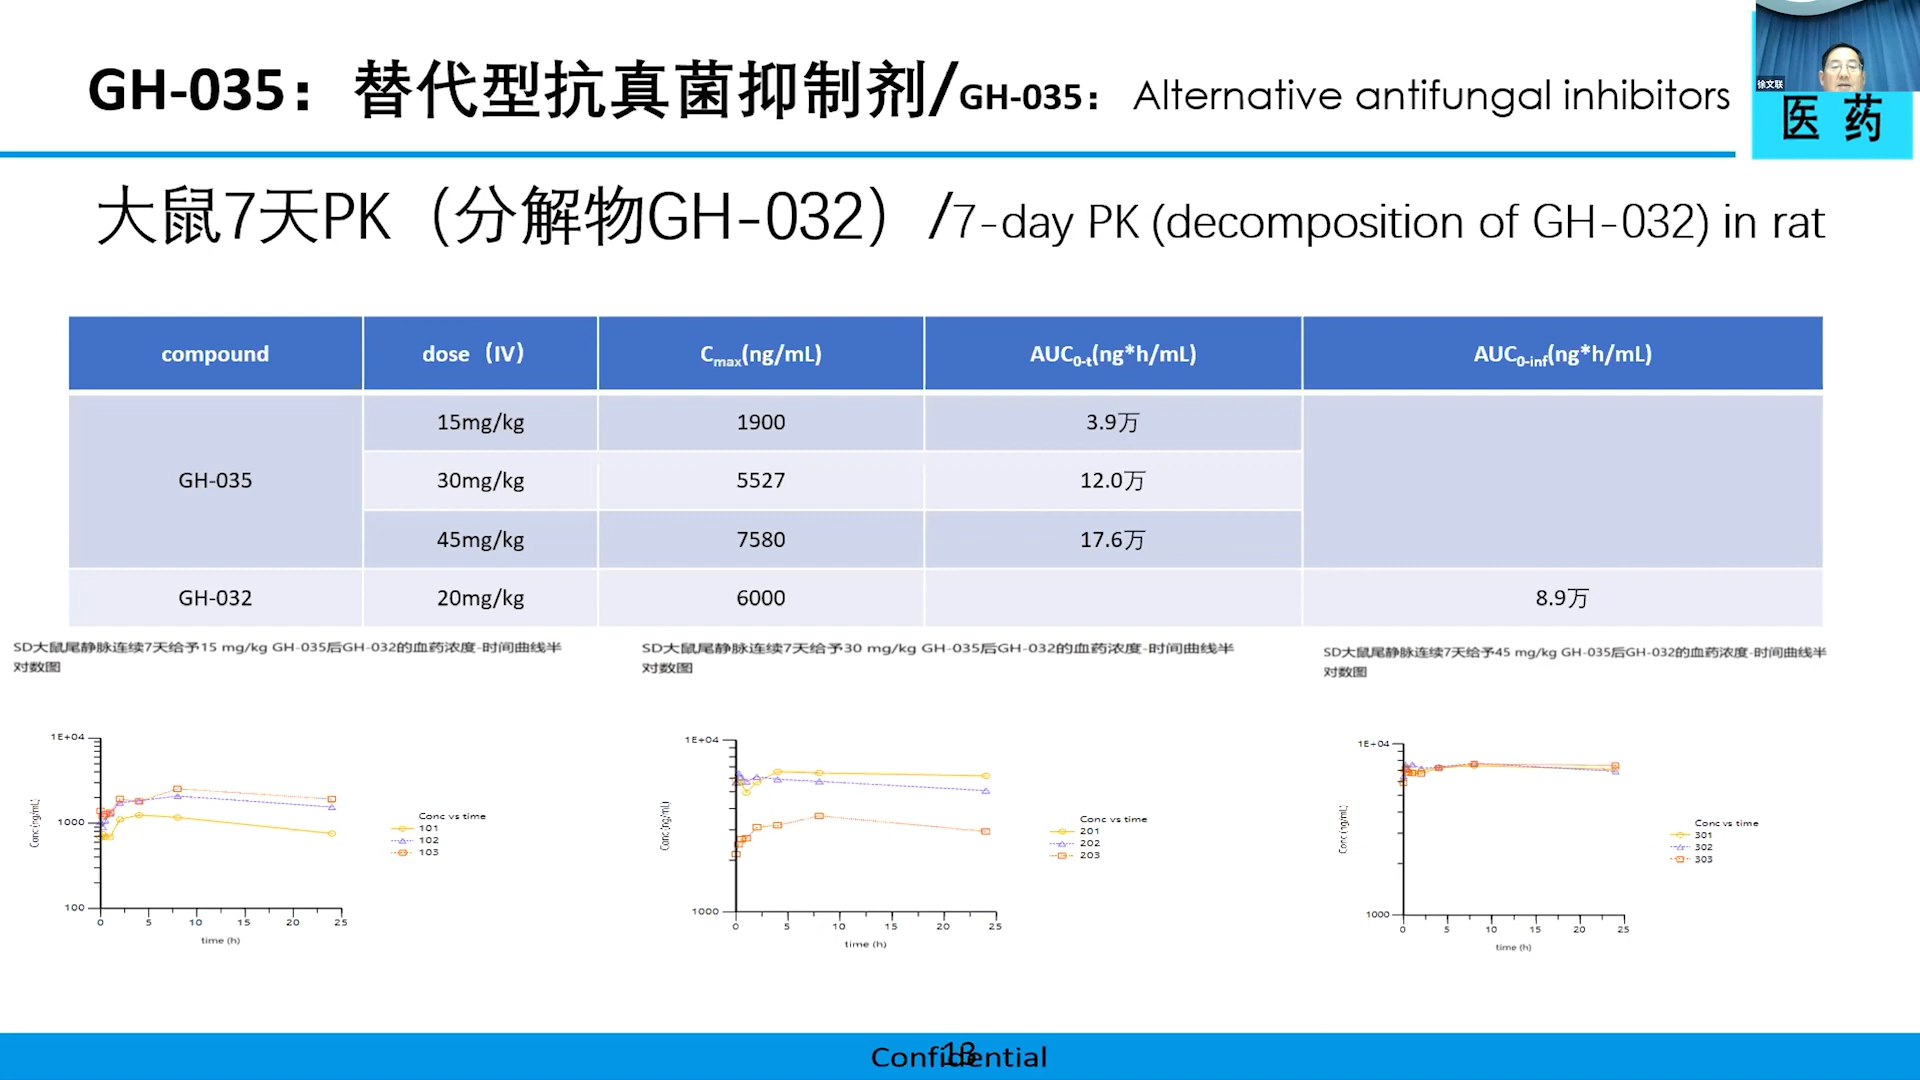 GH-035：替代型抗真菌抑制剂/GH-035： Alternative antifungal inhibitors
徐文联
医 药
大鼠7天PK（分解物GH-032）/7-day PK (decomposition of GH-032) in rat
compound dose（IV） Cmax(ng/mL) AUC0-t(ng*h/mL) AUC0-inf(ng*h/mL)
GH-035
15mg/kg 1900 3.9万
30mg/kg 5527 12.0万
45mg/kg 7580 17.6万
GH-032 20mg/kg 6000 8.9万
SD大鼠尾静脉连续7天给予15 mg/kg GH-035后GH-032的血药浓度-时间曲线半
对数图
1E+04
1000
100
Conc (ng/mL)
0 5 10 15 20 25
time (h)
Conc vs time
101
102
103
SD大鼠尾静脉连续7天给予30 mg/kg GH-035后GH-032的血药浓度-时间曲线半
对数图
1E+04
1000
Conc (ng/mL)
0 5 10 15 20 25
time (h)
Conc vs time
201
202
203
SD大鼠尾静脉连续7天给予45 mg/kg GH-035后GH-032的血药浓度-时间曲线半
对数图
1E+04
1000
Conc (ng/mL)
0 5 10 15 20 25
time (h)
Conc vs time
301
302
303
Confidential
13